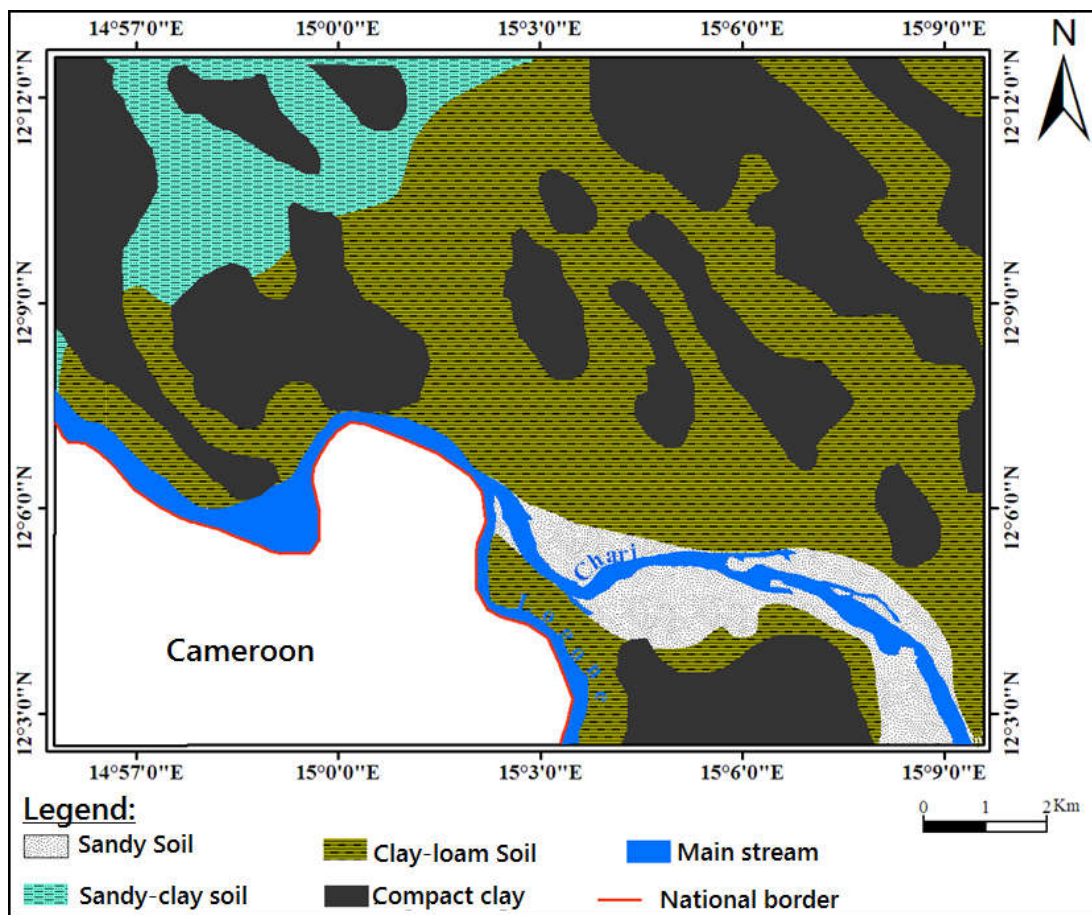 14°57'0"E 15°0'0"E 15°3'0"E 15°6'0"E 15°9'0"E
N
12°12'0"N 12°12'0"N
12°9'0"N 12°9'0"N
12°6'0"N 12°6'0"N
Chari
Logone
Cameroon
12°3'0"N 12°3'0"N
14°57'0"E 15°0'0"E 15°3'0"E 15°6'0"E 15°9'0"E
Legend:
0 1 2 Km
Sandy Soil Clay-loam Soil Main stream
Sandy-clay soil Compact clay National border